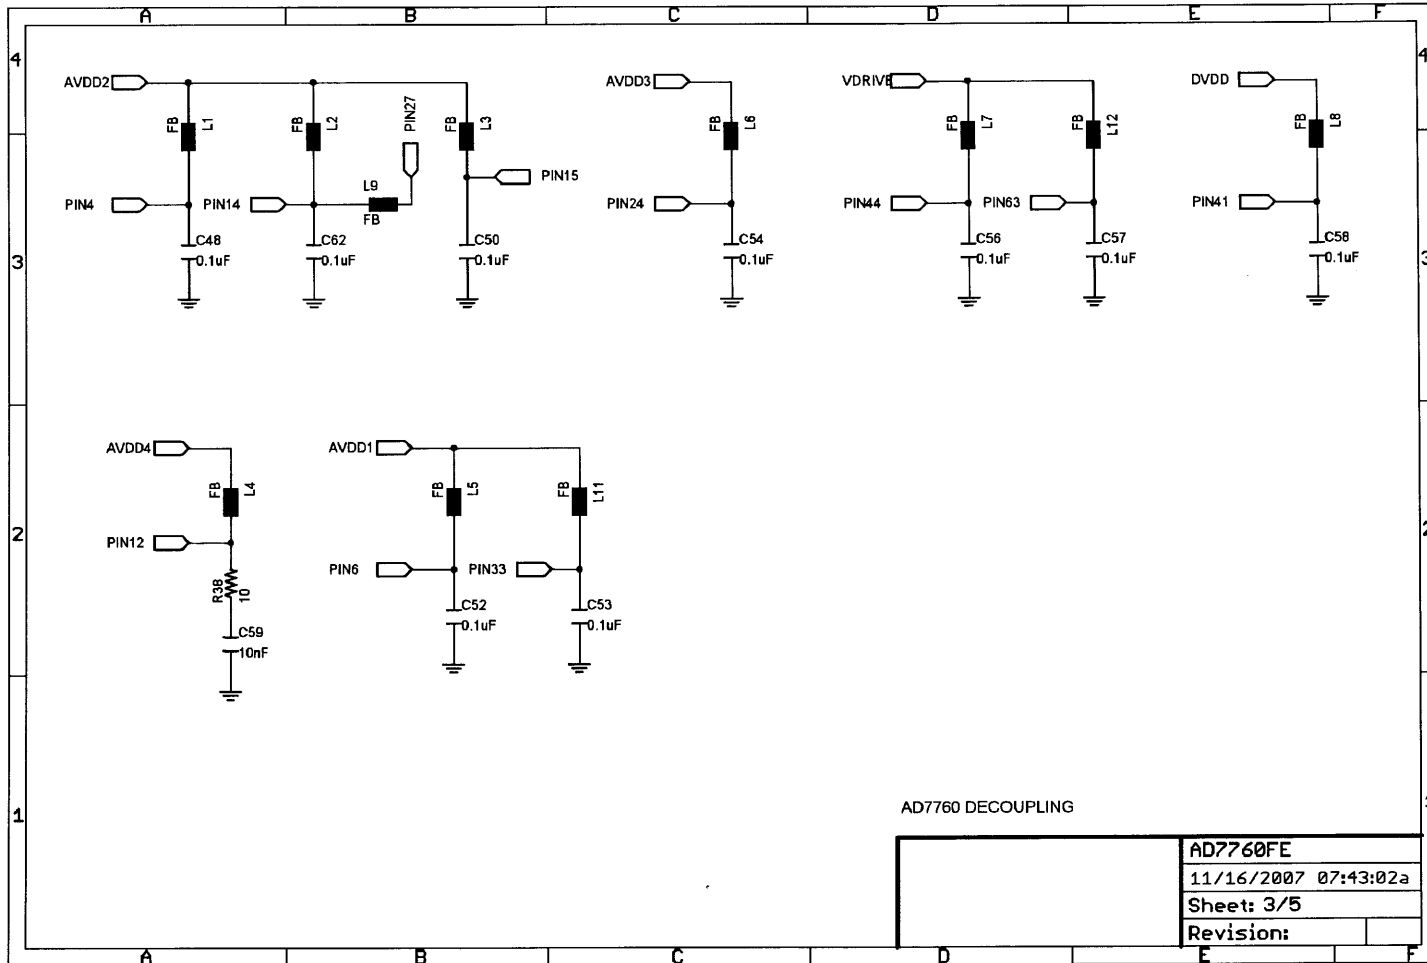 A B C D E F
4 4
AVDD2 AVDD3 VDRIVE DVDD
FB L1 FB L2 PIN27 FB L3 FB L6 FB L7 FB L12 FB L8
PIN15
L9
PIN4 PIN14 FB PIN24 PIN44 PIN63 PIN41
C48 C62 C50 C54 C56 C57 C58
0.1uF 0.1uF 0.1uF 0.1uF 0.1uF 0.1uF 0.1uF
3 3
AVDD4 AVDD1
FB L4 FB L5 FB L11
2 2
PIN12
PIN6 PIN33
R38 10
C52 C53
0.1uF 0.1uF
C59
10nF
1
AD7760 DECOUPLING
AD7760FE
11/16/2007 07:43:02a
Sheet: 3/5
Revision:
A B C D E F